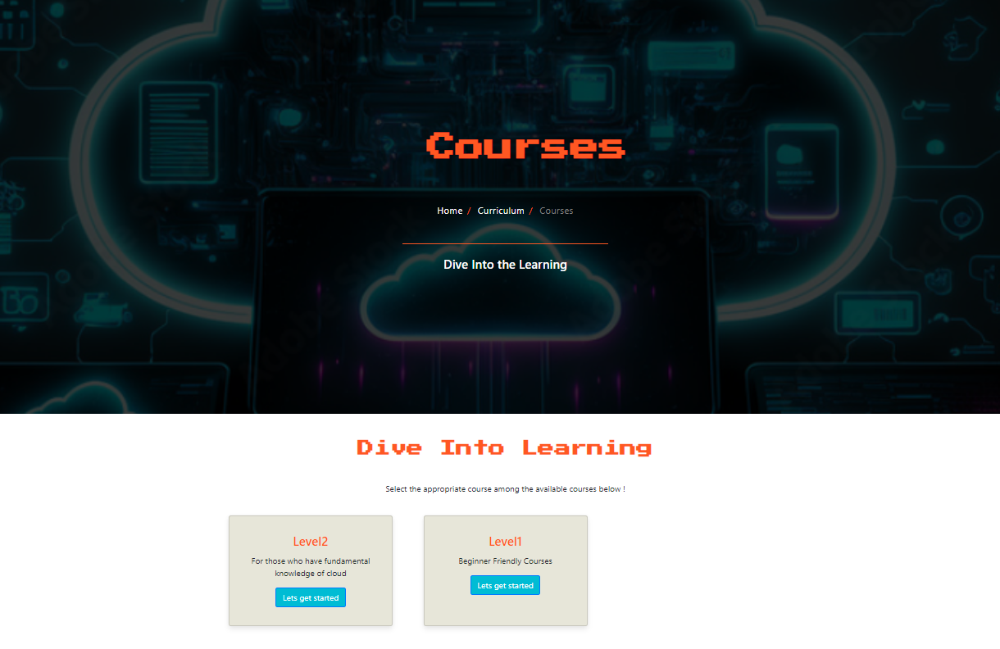 Courses
Home / Curriculum / Courses
Dive Into the Learning
Dive Into Learning
Select the appropriate course among the available courses below !
Level2
For those who have fundamental
knowledge of cloud
Lets get started
Level1
Beginner Friendly Courses
Lets get started